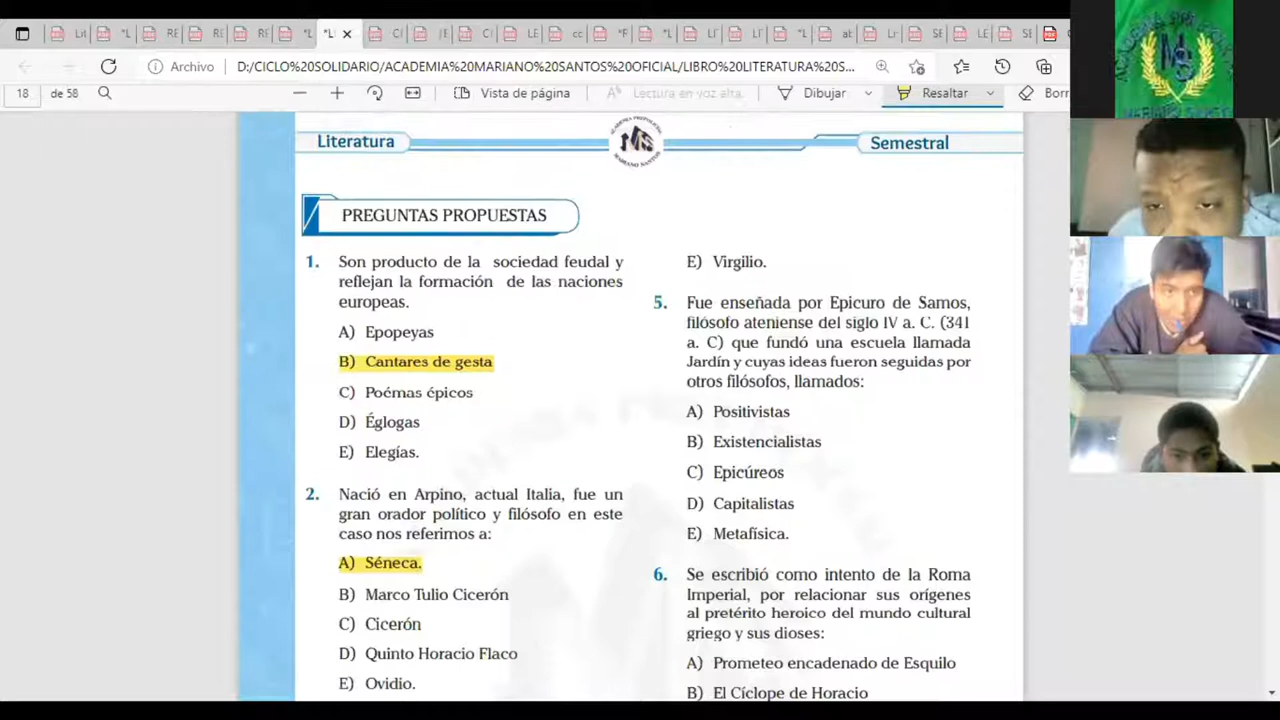 Archivo
D:/CICLO%20SOLIDARIO/ACADEMIA%20MARIANO%20SANTOS%20OFICIAL/LIBRO%20LITERATURA%20S...
18 de 58
Vista de página
Lectura en voz alta
Dibujar
Resaltar
Borr
Literatura
Semestral
PREGUNTAS PROPUESTAS
1. Son producto de la sociedad feudal y
reflejan la formación de las naciones
europeas.
A) Epopeyas
B) Cantares de gesta
C) Poémas épicos
D) Églogas
E) Elegías.
2. Nació en Arpino, actual Italia, fue un
gran orador político y filósofo en este
caso nos referimos a:
A) Séneca.
B) Marco Tulio Cicerón
C) Cicerón
D) Quinto Horacio Flaco
E) Ovidio.
E) Virgilio.
5. Fue enseñada por Epicuro de Samos,
filósofo ateniense del siglo IV a. C. (341
a. C) que fundó una escuela llamada
Jardín y cuyas ideas fueron seguidas por
otros filósofos, llamados:
A) Positivistas
B) Existencialistas
C) Epicúreos
D) Capitalistas
E) Metafísica.
6. Se escribió como intento de la Roma
Imperial, por relacionar sus orígenes
al pretérito heroico del mundo cultural
griego y sus dioses:
A) Prometeo encadenado de Esquilo
B) El Cíclope de Horacio